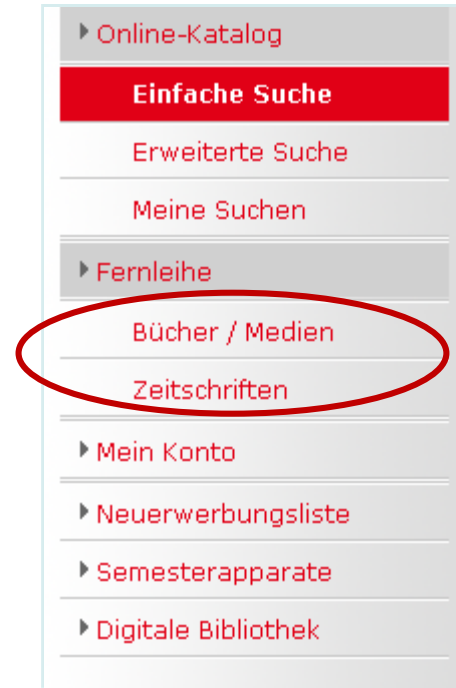 Online-Katalog
Einfache Suche
Erweiterte Suche
Meine Suchen
Fernleihe
Bücher / Medien
Zeitschriften
Mein Konto
Neuerwerbungsliste
Semesterapparate
Digitale Bibliothek